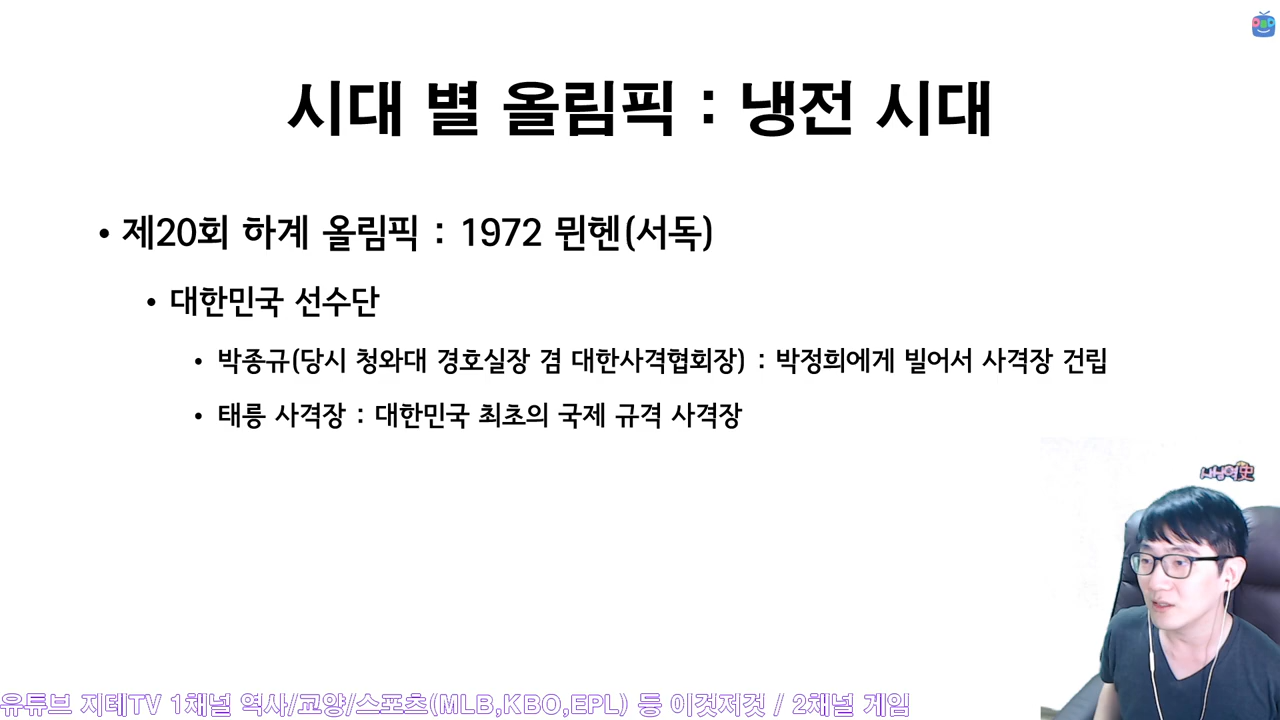 시대 별 올림픽 : 냉전 시대
• 제20회 하계 올림픽 : 1972 뮌헨(서독)
• 대한민국 선수단
• 박종규(당시 청와대 경호실장 겸 대한사격협회장) : 박정희에게 빌어서 사격장 건립
• 태릉 사격장 : 대한민국 최초의 국제 규격 사격장
유튜브 지테TV 1채널 역사/교양/스포츠(MLB,KBO,EPL) 등 이것저것 / 2채널 게임